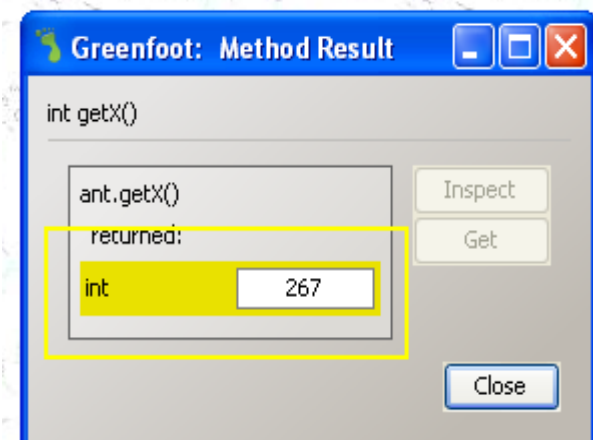 Greenfoot: Method Result
int getX()
ant.getX()
returned:
int 267
Inspect
Get
Close